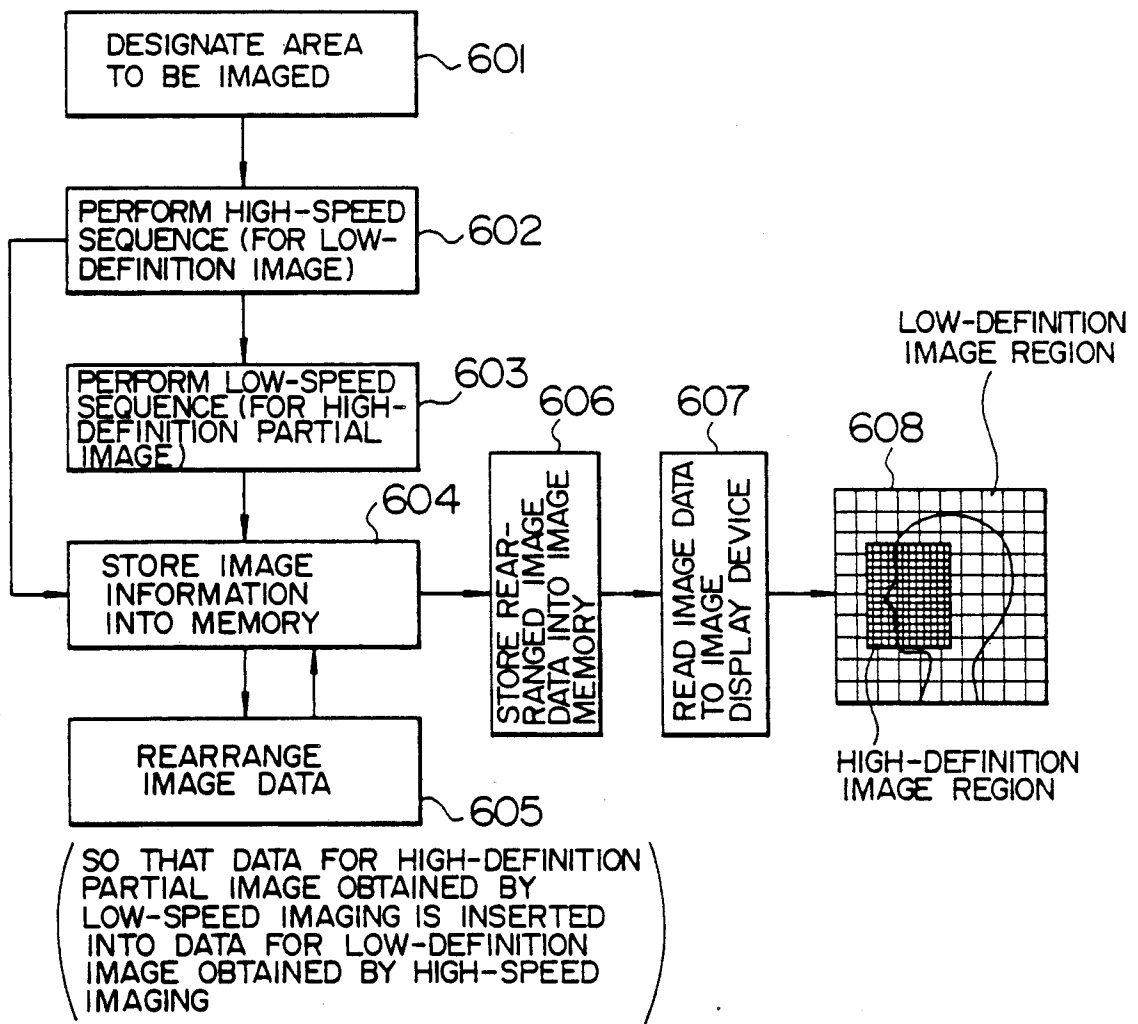 DESIGNATE AREA
TO BE IMAGED
601
PERFORM HIGH-SPEED
SEQUENCE (FOR LOW-
DEFINITION IMAGE)
602
PERFORM LOW-SPEED
SEQUENCE (FOR HIGH-
DEFINITION PARTIAL
IMAGE)
603
604
STORE IMAGE
INFORMATION
INTO MEMORY
REARRANGE
IMAGE DATA
605
(SO THAT DATA FOR HIGH-DEFINITION
PARTIAL IMAGE OBTAINED BY
LOW-SPEED IMAGING IS INSERTED
INTO DATA FOR LOW-DEFINITION
IMAGE OBTAINED BY HIGH-SPEED
IMAGING)
606
STORE REAR-
RANGED IMAGE
DATA INTO IMAGE
MEMORY
607
READ IMAGE DATA
TO IMAGE
DISPLAY DEVICE
608
LOW-DEFINITION
IMAGE REGION
HIGH-DEFINITION
IMAGE REGION